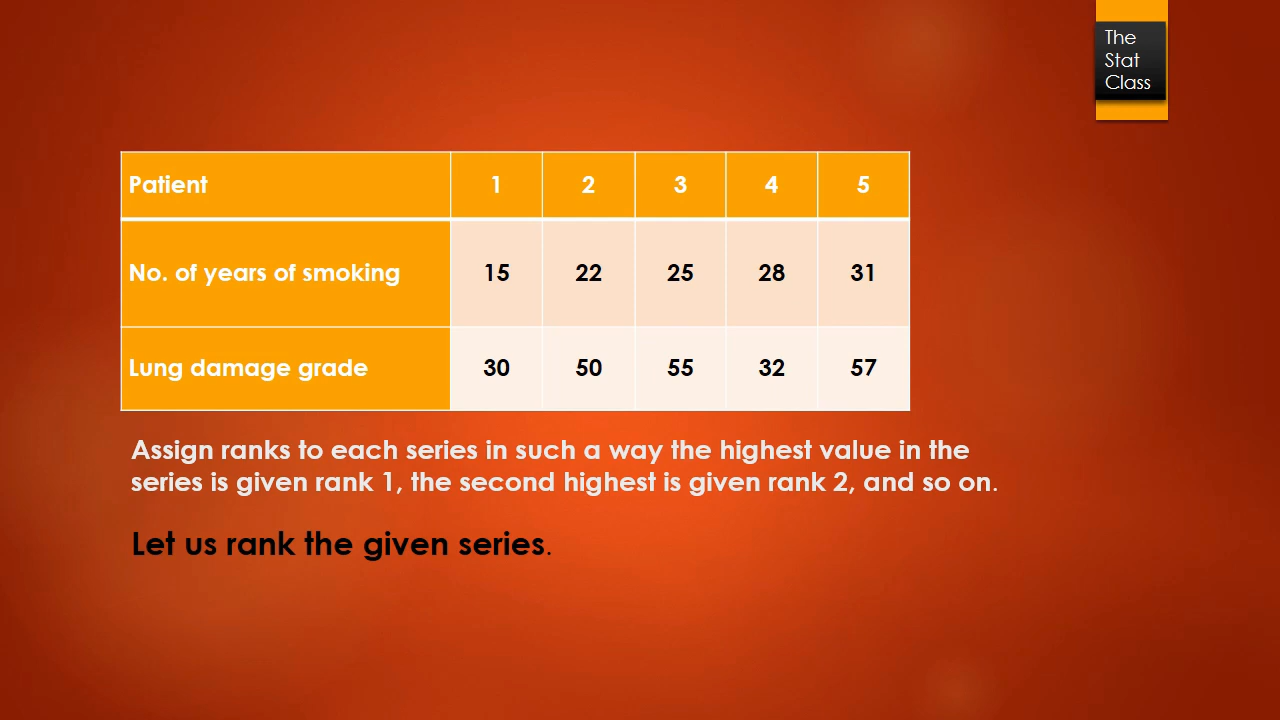 The
Stat
Class
Patient 1 2 3 4 5
No. of years of smoking 15 22 25 28 31
Lung damage grade 30 50 55 32 57
Assign ranks to each series in such a way the highest value in the
series is given rank 1, the second highest is given rank 2, and so on.
Let us rank the given series.